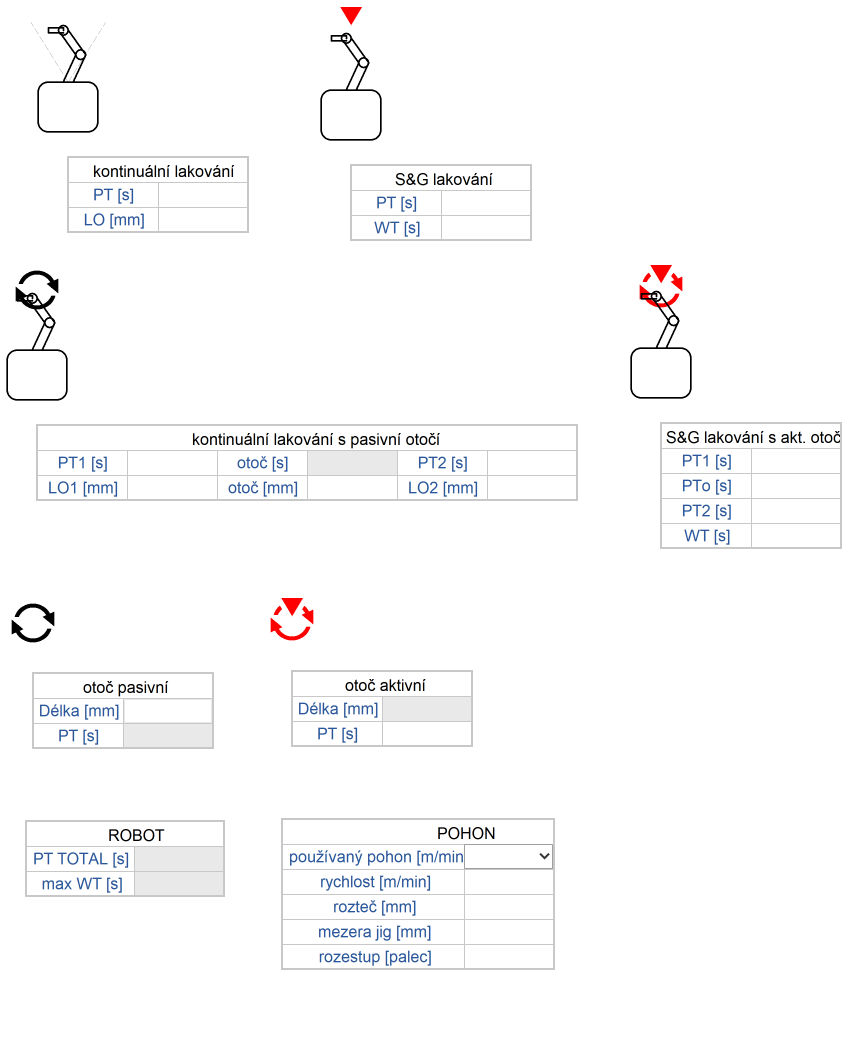 kontinuální lakování
PT [s]
LO [mm]
S&G lakování
PT [s]
WT [s]
kontinuální lakování s pasivní otočí
PT1 [s] otoč [s] PT2 [s]
LO1 [mm] otoč [mm] LO2 [mm]
S&G lakování s akt. otoč
PT1 [s]
PTo [s]
PT2 [s]
WT [s]
otoč pasivní
Délka [mm]
PT [s]
otoč aktivní
Délka [mm]
PT [s]
ROBOT
PT TOTAL [s]
max WT [s]
POHON
používaný pohon [m/min
rychlost [m/min]
rozteč [mm]
mezera jig [mm]
rozestup [palec]